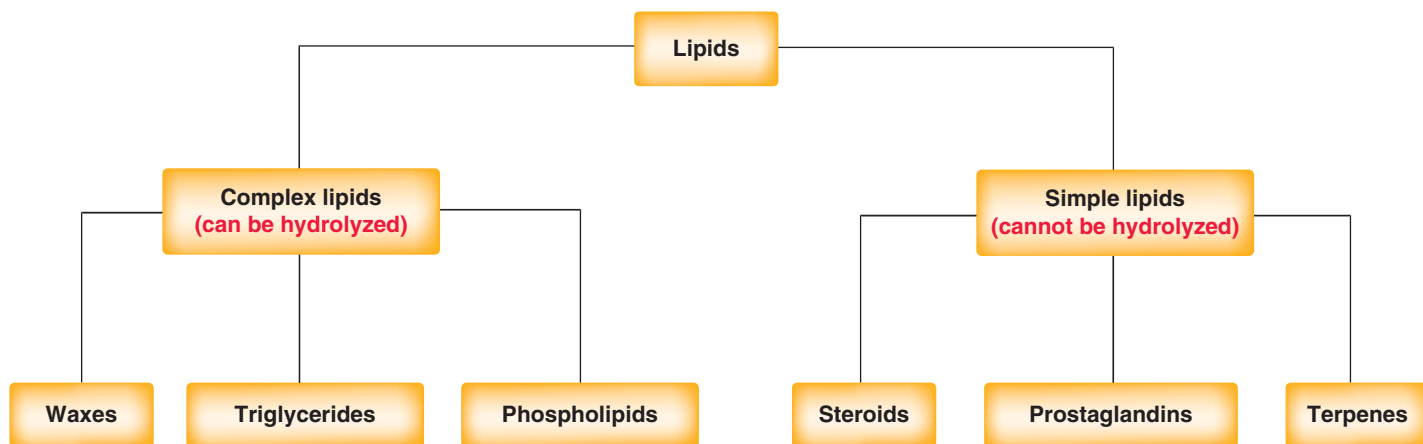 Lipids
Complex lipids
(can be hydrolyzed)
Simple lipids
(cannot be hydrolyzed)
Waxes
Triglycerides
Phospholipids
Steroids
Prostaglandins
Terpenes